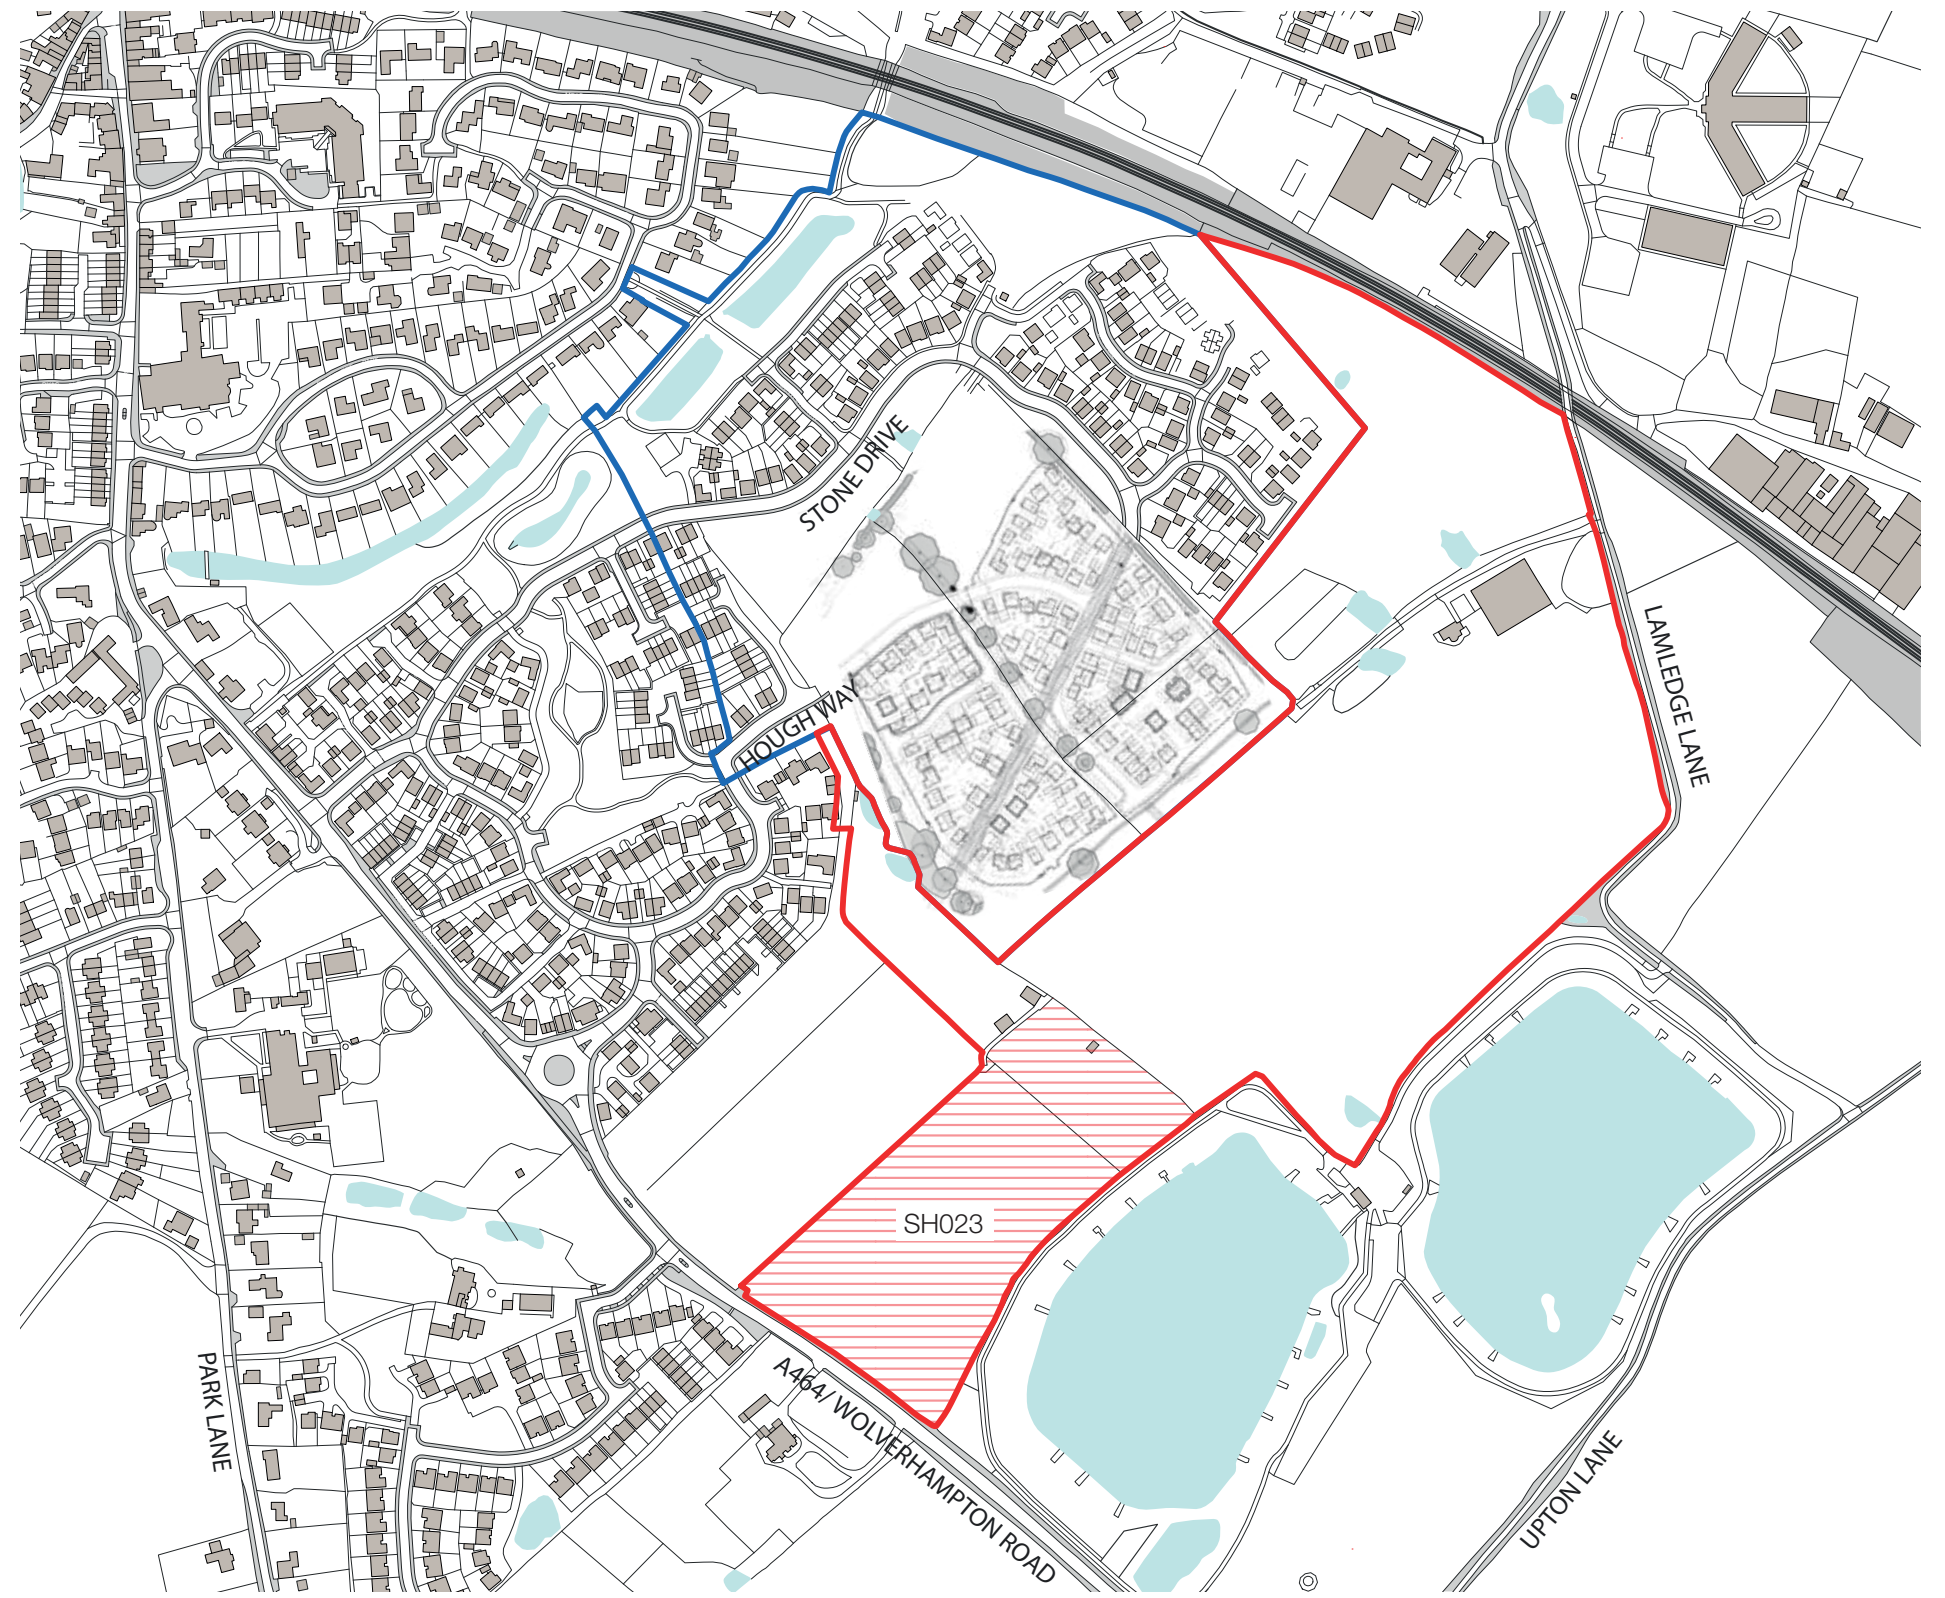 STONE DRIVE
LAMLEDGE LANE
HOUGH WAY
SH023
PARK LANE
A464/ WOLVERHAMPTON ROAD
UPTON LANE